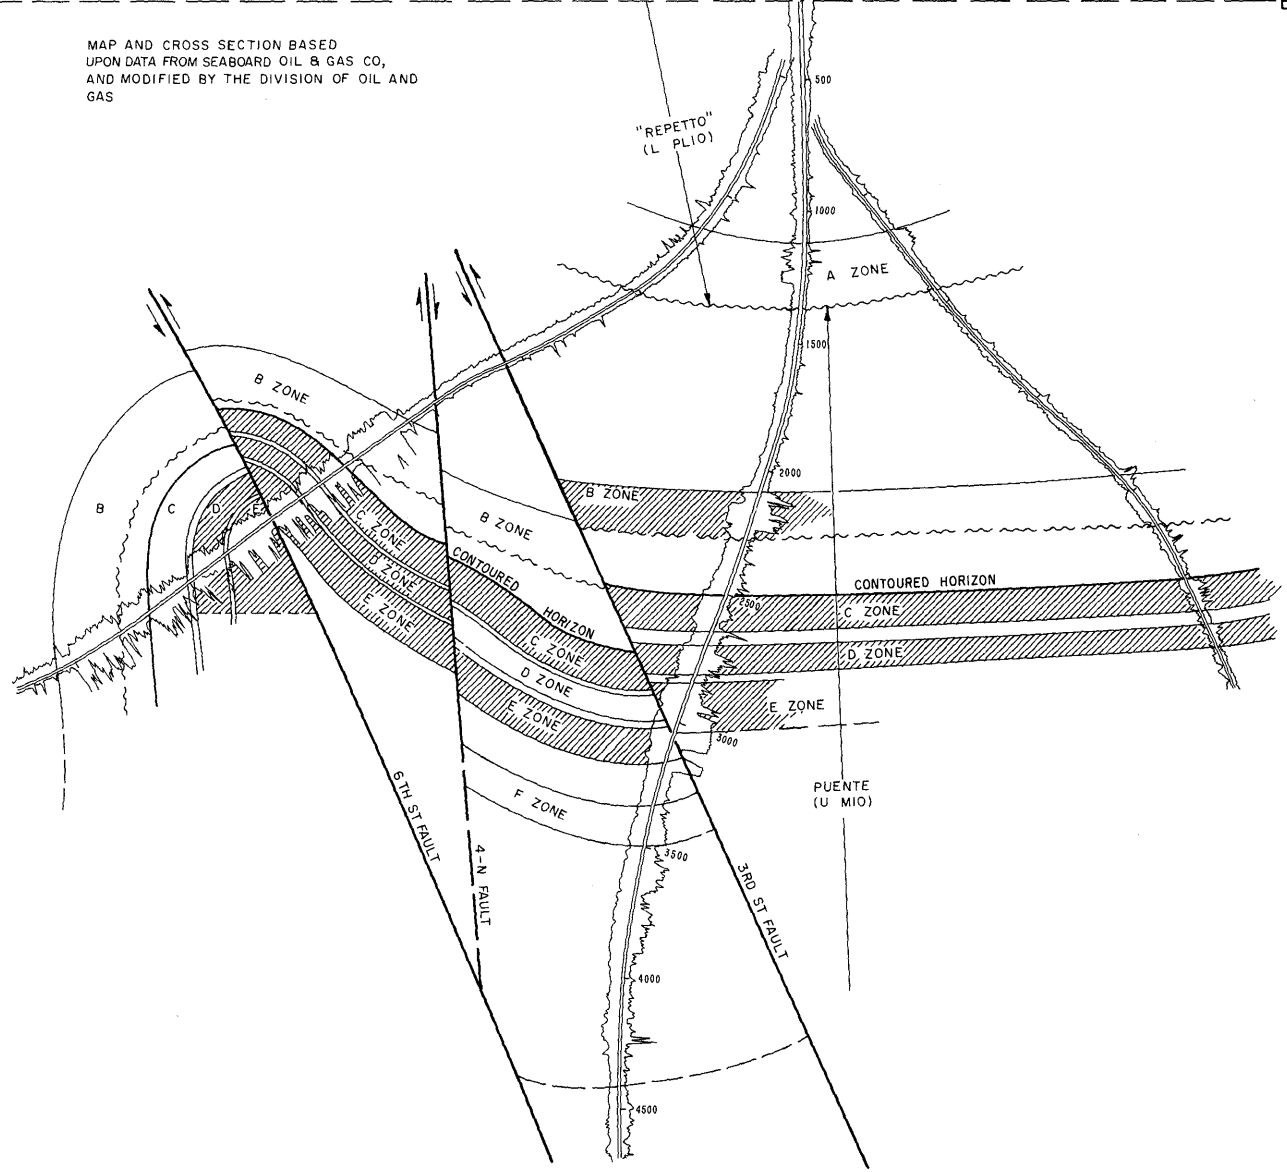 MAP AND CROSS SECTION BASED
UPON DATA FROM SEABOARD OIL & GAS CO,
AND MODIFIED BY THE DIVISION OF OIL AND
GAS
500
"REPETTO"
(L PLIO)
1000
A ZONE
1500
B ZONE
2000
B ZONE
B
C
D
E
B ZONE
C ZONE
D ZONE
E ZONE
CONTOURED
HORIZON
CONTOURED HORIZON
2500
C ZONE
C ZONE
D ZONE
D ZONE
E ZONE
E ZONE
3000
F ZONE
PUENTE
(U MIO)
6TH ST FAULT
4-N FAULT
3RD ST FAULT
3500
4000
4500